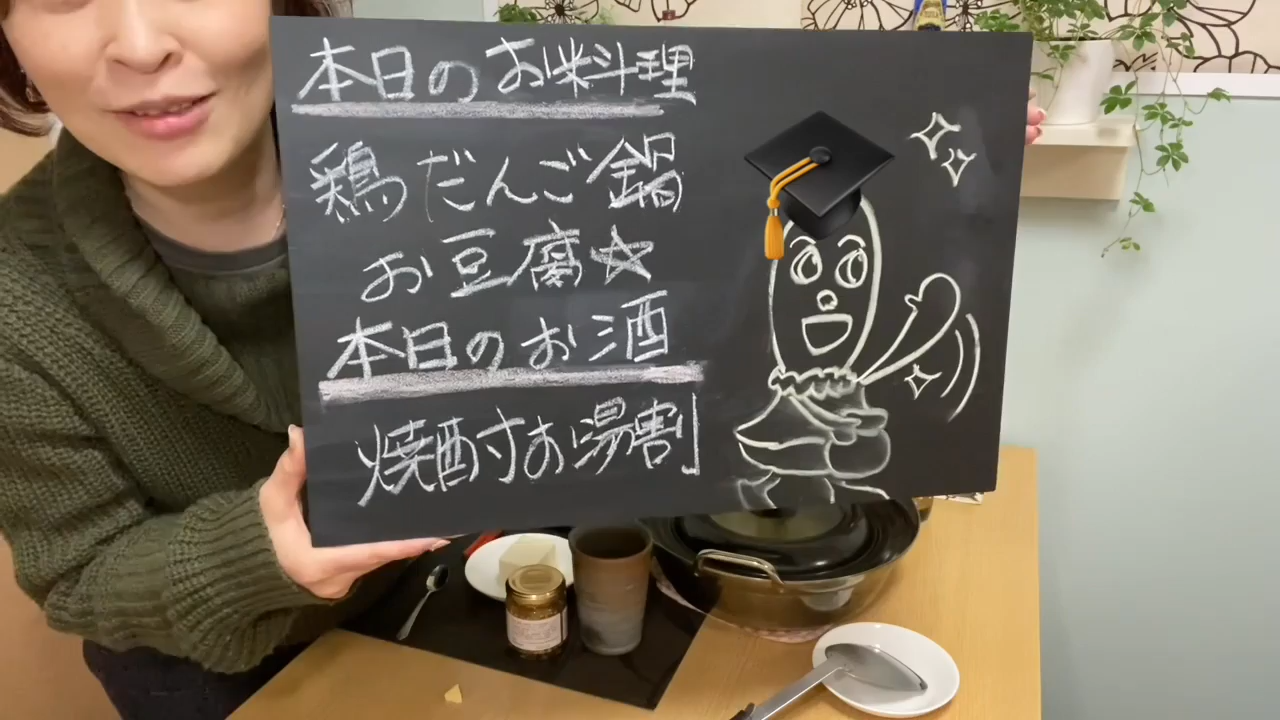 本日のお料理
鶏だんご鍋
お豆腐☆
本日のお酒
焼酎お湯割